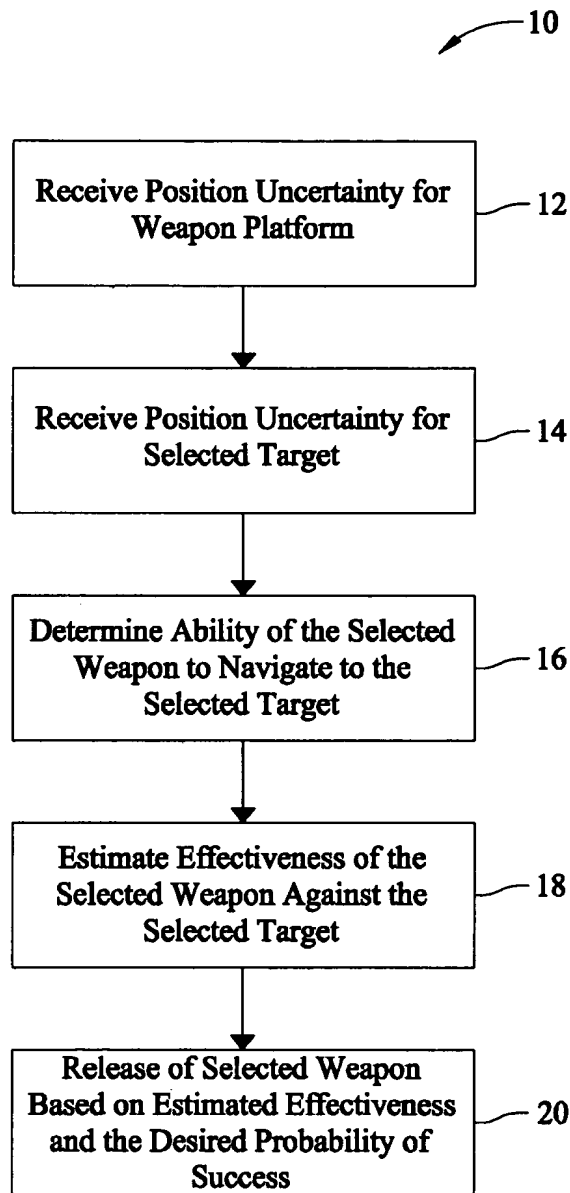 10
Receive Position Uncertainty for
Weapon Platform
12
Receive Position Uncertainty for
Selected Target
14
Determine Ability of the Selected
Weapon to Navigate to the
Selected Target
16
Estimate Effectiveness of the
Selected Weapon Against the
Selected Target
18
Release of Selected Weapon
Based on Estimated Effectiveness
and the Desired Probability of
Success
20